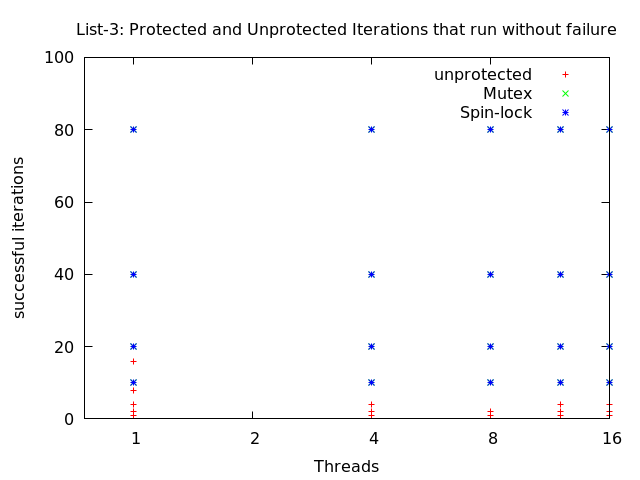 List-3: Protected and Unprotected Iterations that run without failure
100
80
60
40
20
0
successful iterations
unprotected
Mutex
Spin-lock
1 2 4 8 16
Threads